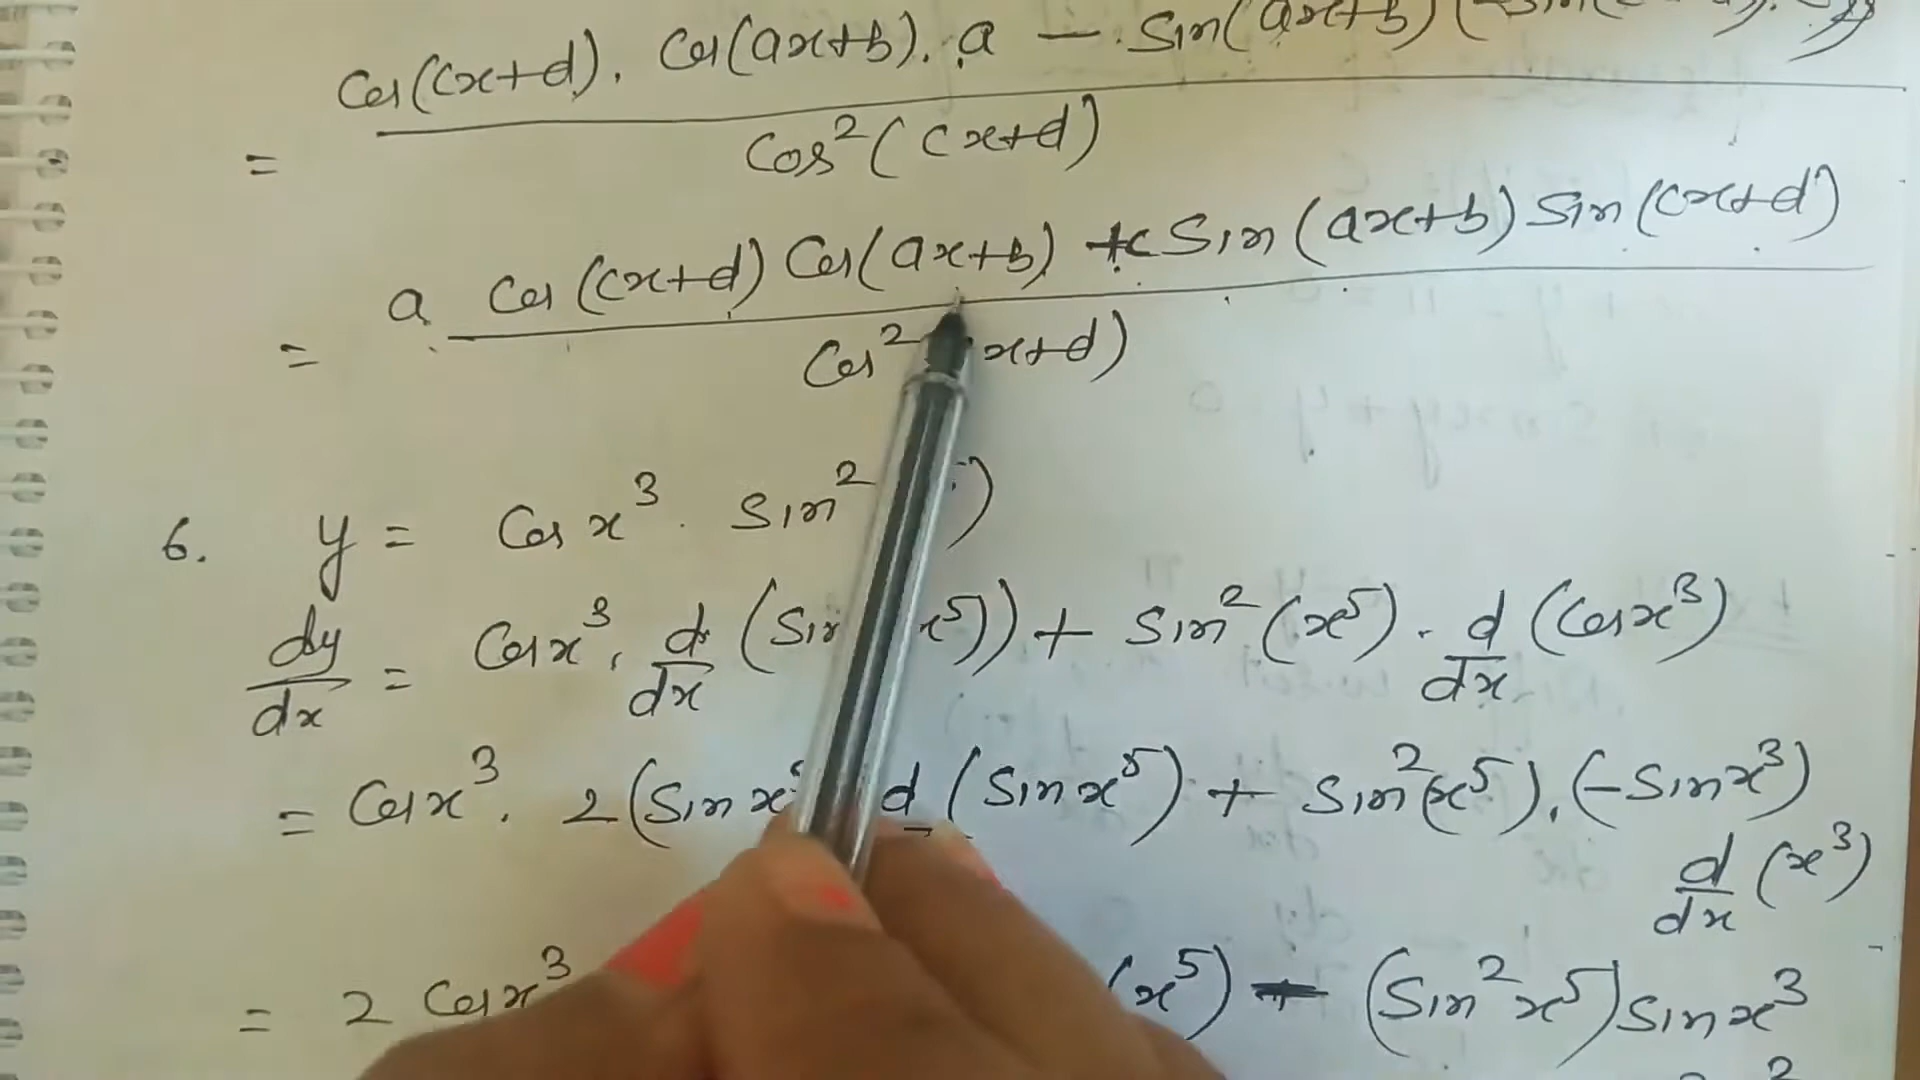 Cos(cx+d). Cos(ax+b). a - Sin(ax+b)
= Cos²(cx+d)
a Cos(cx+d) Cos(ax+b) + c Sin(ax+b) Sin(cx+d)
= Cos² x+d)
6. y = Cos x³. Sin² )
dy/dx = Cos x³. d/dx (Sin x⁵)) + Sin²(x⁵). d/dx (Cos x³)
= Cos x³. 2(Sin x d (Sin x⁵) + Sin²(x⁵). (-Sin x³)
d/dx (x³)
= 2 Cos x³ (x⁵) - (Sin² x⁵) Sin x³